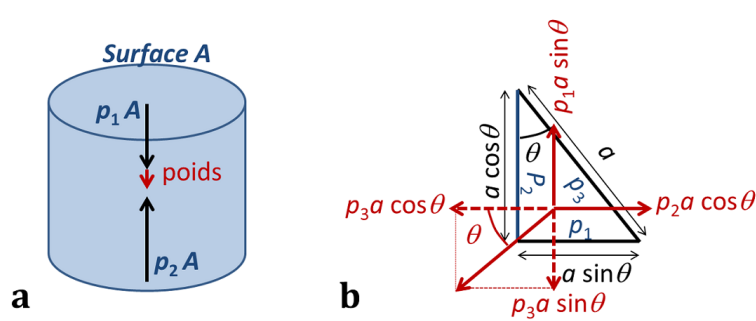 Surface A
p₁ A
poids
p₂ A
a
p₁a sinθ
a cosθ
θ
a
P₂
p₃
p₃a cosθ
p₂a cosθ
θ
p₁
a sinθ
p₃a sinθ
b